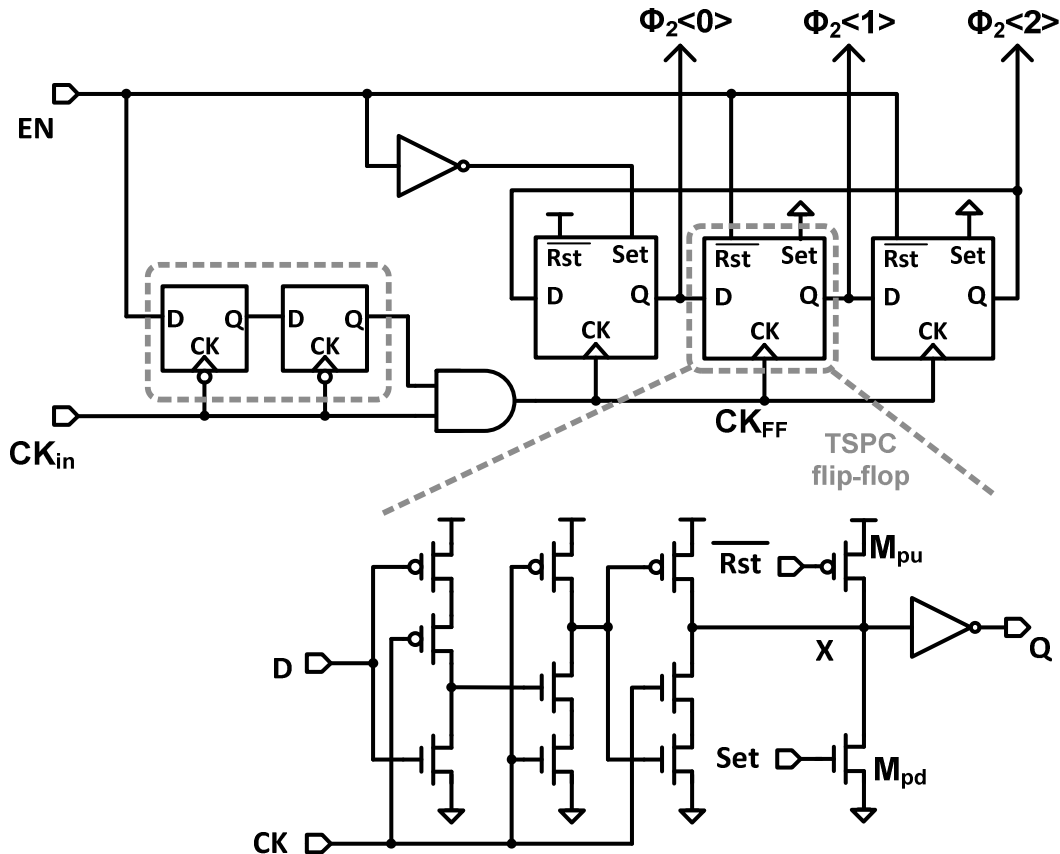 Φ₂<0>
Φ₂<1>
Φ₂<2>
EN
Rst
Set
D
Q
CK
Rst
Set
D
Q
CK
Rst
Set
D
Q
CK
D
Q
CK
D
Q
CK
CKin
CKFF
TSPC
flip-flop
Rst
Mpu
D
X
Q
Set
Mpd
CK